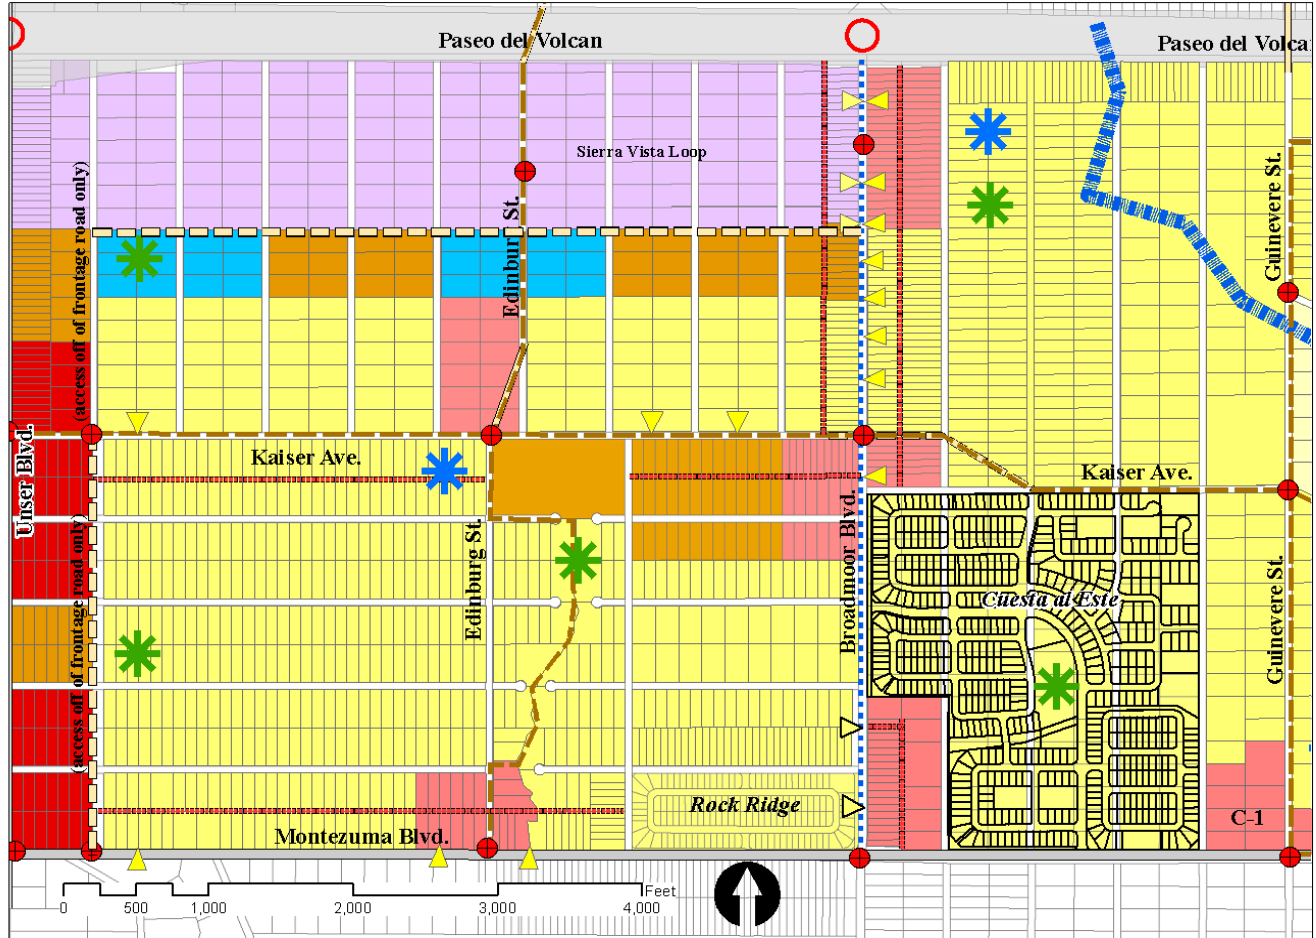 Paseo del Volcan
Paseo del Volca
Sierra Vista Loop
(access off of frontage road only)
Edinburg St.
Guinevere St.
Unser Blvd.
Kaiser Ave.
Kaiser Ave.
(access off of frontage road only)
Edinburg St.
Broadmoor Blvd.
Cuesta al Este
Guinevere St.
Rock Ridge
C-1
Montezuma Blvd.
Feet
0 500 1,000 2,000 3,000 4,000